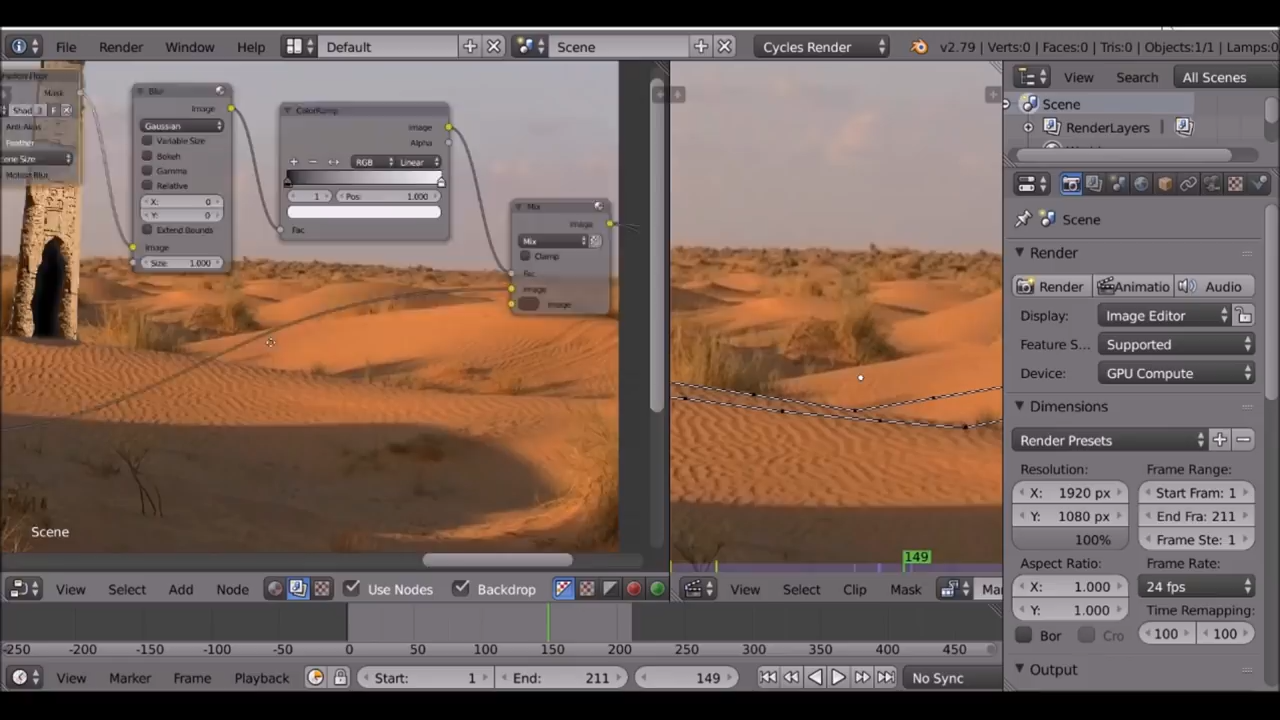 File Render Window Help Default Scene Cycles Render v2.79 | Verts:0 | Faces:0 | Tris:0 | Objects:1/1 | Lamps:0
Mask
Shad 3 F
Feather
Motion Blur
Blur
Image
Gaussian
Variable Size
Bokeh
Gamma
Relative
X: 0
Y: 0
Extend Bounds
Image
Size 1.000
ColorRamp
Image
Alpha
RGB Linear
1 Pos: 1.000
Fac
Mix
Image
Mix
Clamp
Fac
Image
Image
Scene
View Select Add Node Use Nodes Backdrop
149
View Select Clip Mask Ma
-250 -200 -150 -100 -50 0 50 100 150 200 250 300 350 400 450
View Marker Frame Playback Start: 1 End: 211 149 No Sync
View Search All Scenes
Scene
RenderLayers
Scene
Render
Render Animatio Audio
Display: Image Editor
Feature S... Supported
Device: GPU Compute
Dimensions
Render Presets
Resolution: Frame Range:
X: 1920 px Start Fram: 1
Y: 1080 px End Fra: 211
100% Frame Ste: 1
Aspect Ratio: Frame Rate:
X: 1.000 24 fps
Y: 1.000 Time Remapping:
Bor Cro 100 100
Output